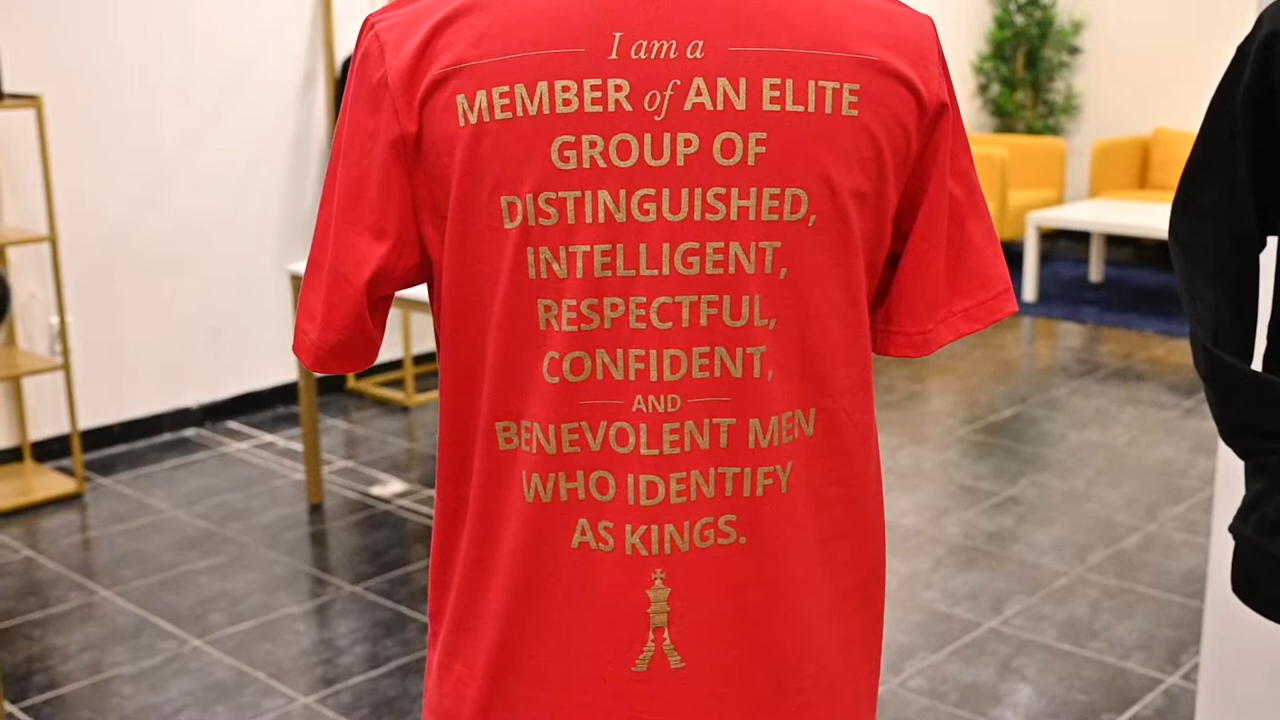 I am a
MEMBER of AN ELITE
GROUP OF
DISTINGUISHED,
INTELLIGENT,
RESPECTFUL,
CONFIDENT,
AND
BENEVOLENT MEN
WHO IDENTIFY
AS KINGS.